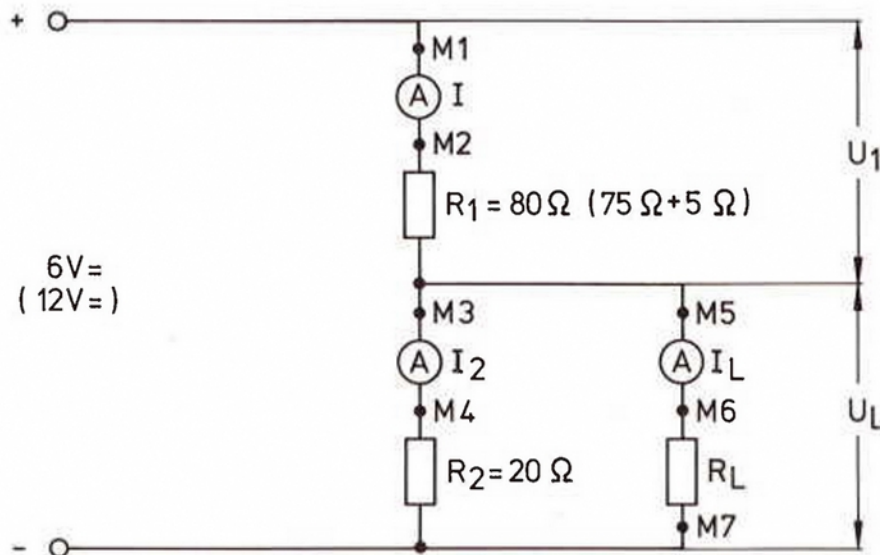 +
M1
A I
M2
U1
R1 = 80 Ω (75 Ω+5 Ω)
6V=
( 12V= )
M3 M5
A I2 A IL
M4 M6
UL
R2 = 20 Ω RL
M7
-